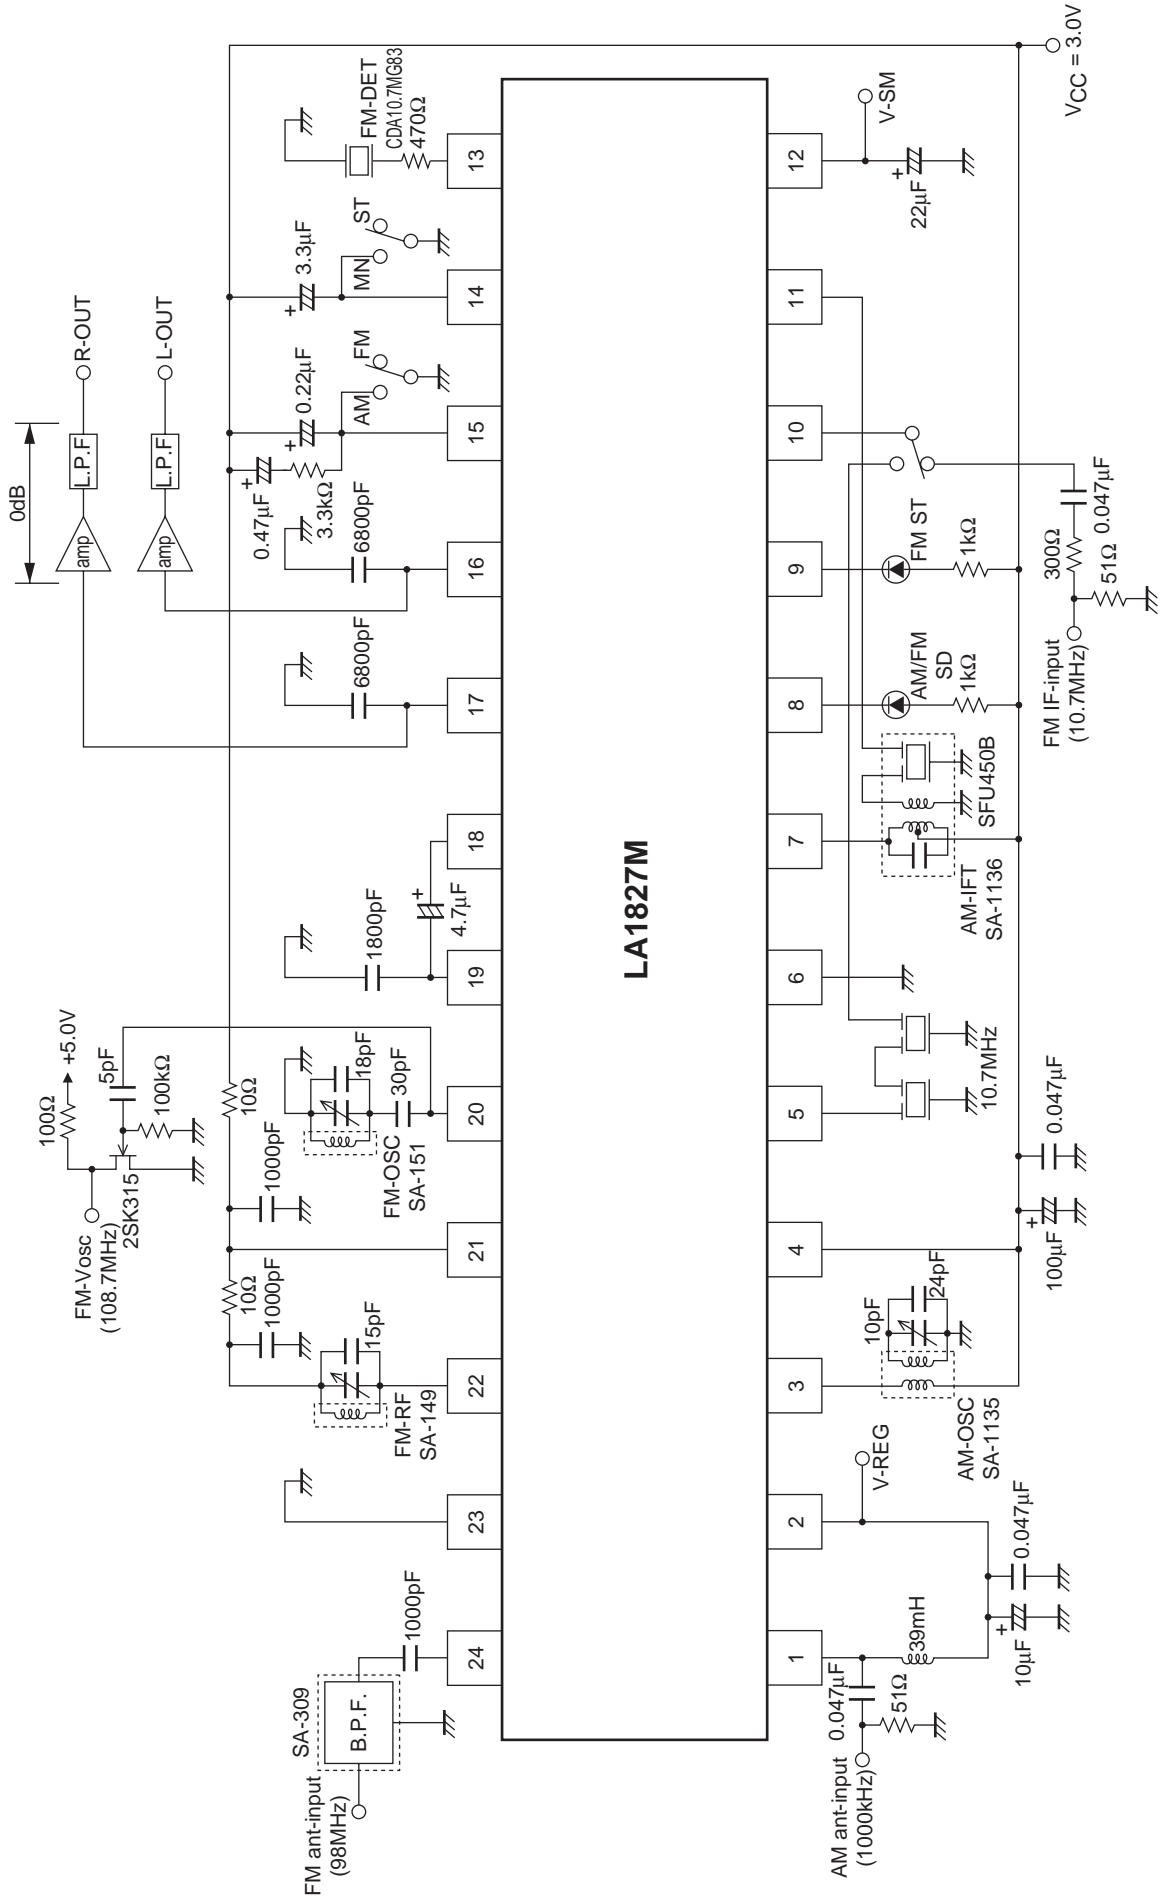 FM ant-input
(98MHz)
SA-309
B.P.F.
1000pF
FM-RF
SA-149
15pF
1000pF
10Ω
1000pF
10Ω
FM-Vosc
(108.7MHz)
2SK315
100Ω
+5.0V
5pF
100kΩ
FM-OSC
SA-151
18pF
30pF
1800pF
4.7μF
+
6800pF
6800pF
0dB
amp
L.P.F
R-OUT
amp
L.P.F
L-OUT
+
0.47μF
3.3kΩ
+
0.22μF
AM
FM
+
3.3μF
MN
ST
FM-DET
CDA10.7MG83
470Ω
24
23
22
21
20
19
18
17
16
15
14
13
LA1827M
1
2
3
4
5
6
7
8
9
10
11
12
AM ant-input
(1000kHz)
0.047μF
51Ω
39mH
+
10μF
0.047μF
V-REG
AM-OSC
SA-1135
10pF
24pF
+
100μF
0.047μF
10.7MHz
AM-IFT
SA-1136
SFU450B
AM/FM
SD
1kΩ
FM ST
1kΩ
FM IF-input
(10.7MHz)
300Ω
51Ω
0.047μF
+
22μF
V-SM
VCC = 3.0V